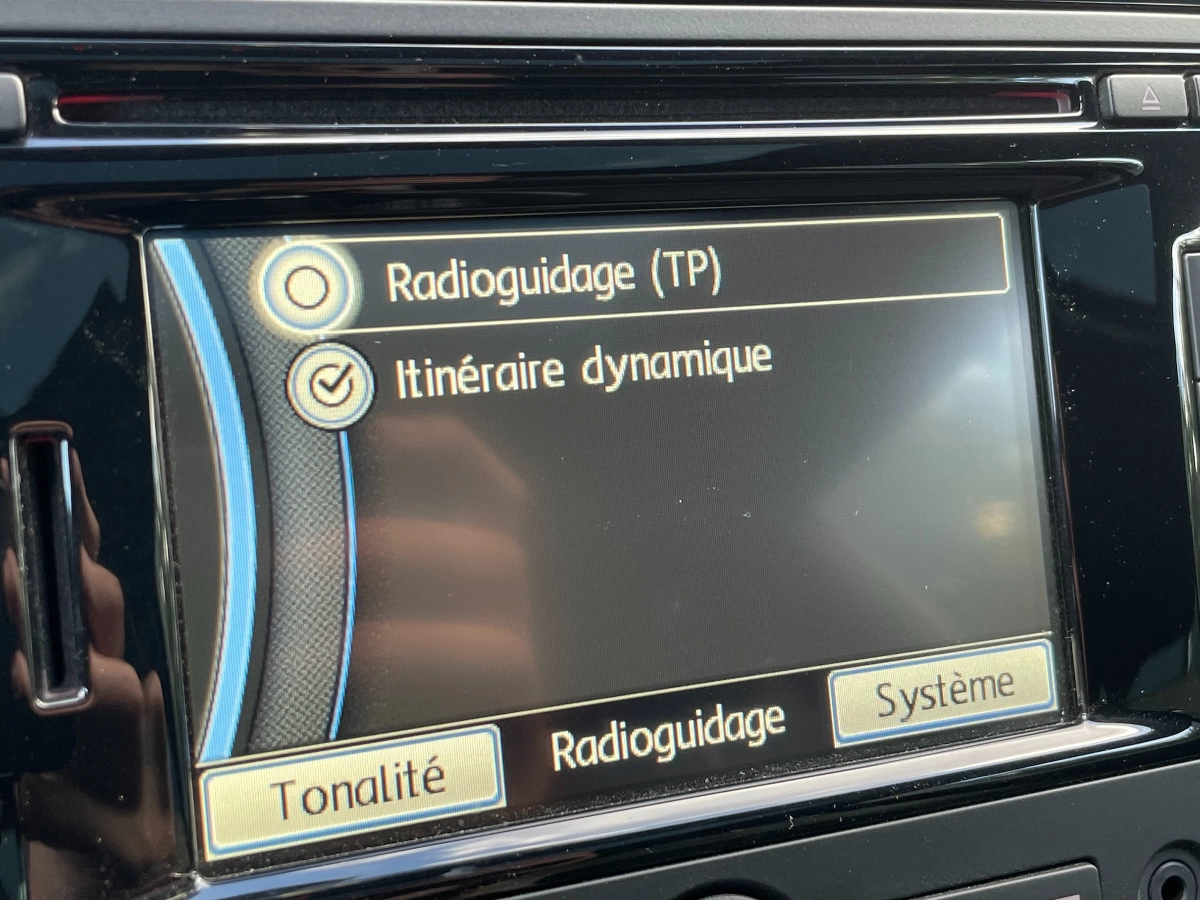 Radioguidage (TP)
Itinéraire dynamique
Tonalité
Radioguidage
Système